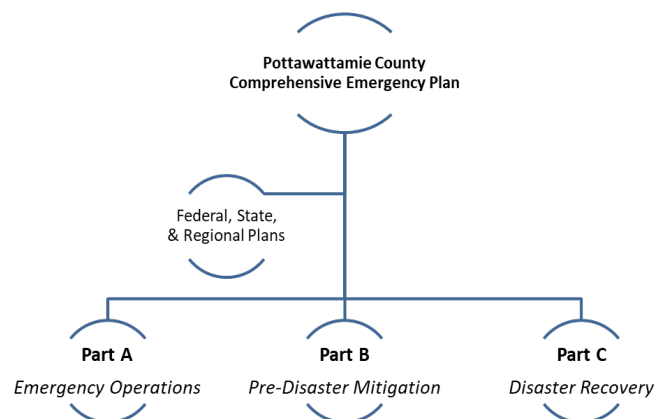 Pottawattamie County
Comprehensive Emergency Plan
Federal, State,
& Regional Plans
Part A
Emergency Operations
Part B
Pre-Disaster Mitigation
Part C
Disaster Recovery